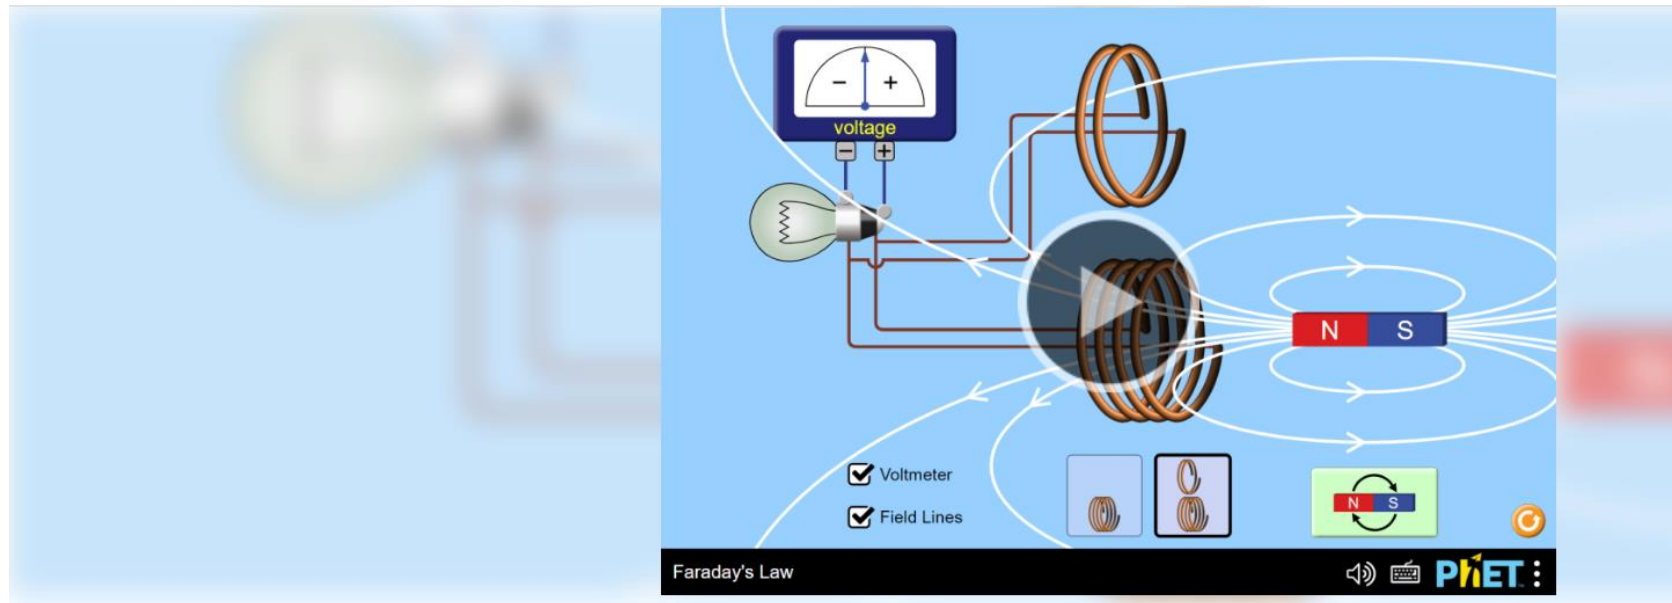 − +
voltage
− +
N S
Voltmeter
Field Lines
N S
Faraday's Law
PhET